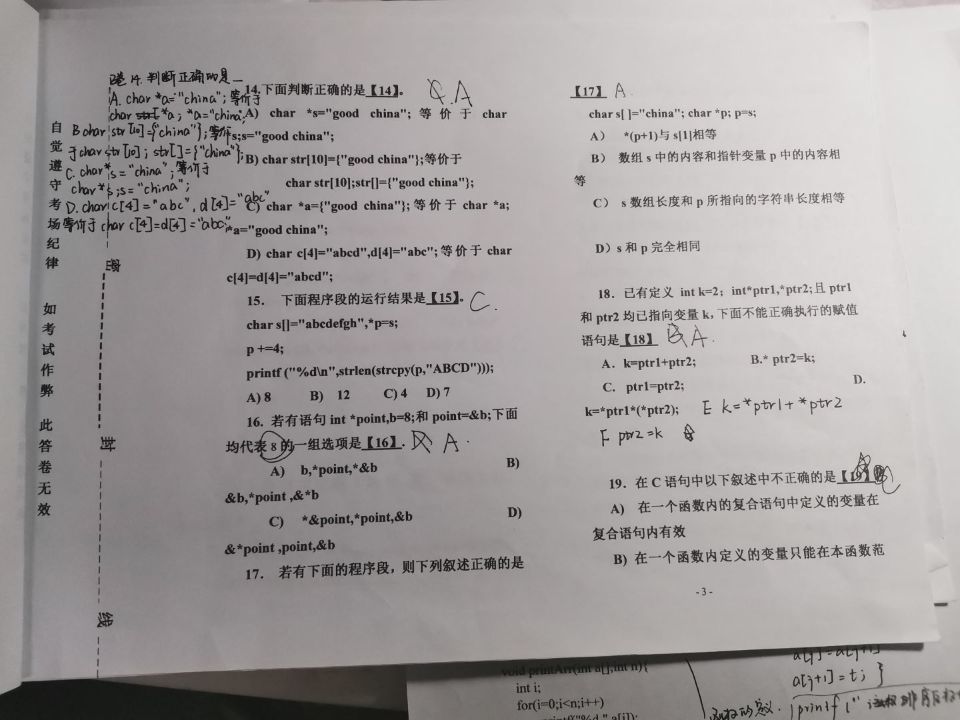 自觉遵守考场纪律 如考试作弊 此答卷无效
密
封
线
14. 判断正确的是_
A. char *a="china"; 等价于
char *a; *a="china";
B char str[10]={"china"}; 等价
于char str[10]; str[]={"china"};
C. char* s="china"; 等价于
char* s; s="china";
D. char c[4]="abc", d[4]="abc"
等价于 char c[4]=d[4]="abc";
14.下面判断正确的是【14】。 A
A) char *s="good china"; 等价于 char
s;s="good china";
B) char str[10]={"good china"};等价于
char str[10];str[]={"good china"};
C) char *a={"good china"};等价于 char *a;
*a="good china";
D) char c[4]="abcd",d[4]="abc"; 等价于 char
c[4]=d[4]="abcd";
15. 下面程序段的运行结果是【15】。 C.
char s[]="abcdefgh",*p=s;
p +=4;
printf ("%d\n",strlen(strcpy(p,"ABCD")));
A) 8 B) 12 C) 4 D) 7
16. 若有语句 int *point,b=8;和 point=&b;下面
均代表 8 的一组选项是【16】. A.
A) b,*point,*&b B)
&b,*point ,&*b
C) *&point,*point,&b D)
&*point ,point,&b
17. 若有下面的程序段，则下列叙述正确的是
【17】 A.
char s[ ]="china"; char *p; p=s;
A） *(p+1)与 s[1]相等
B） 数组 s 中的内容和指针变量 p 中的内容相
等
C） s 数组长度和 p 所指向的字符串长度相等
D）s 和 p 完全相同
18. 已有定义 int k=2；int*ptr1,*ptr2;且 ptr1
和 ptr2 均已指向变量 k，下面不能正确执行的赋值
语句是【18】 A.
A. k=ptr1+ptr2; B.* ptr2=k;
C. ptr1=ptr2; D.
k=*ptr1*(*ptr2); E k=*ptr1+*ptr2
F ptr2=k
19. 在 C 语句中以下叙述中不正确的是【19】
A) 在一个函数内的复合语句中定义的变量在
复合语句内有效
B) 在一个函数内定义的变量只能在本函数范
- 3 -
void printArr(int a[],int n){
int i;
for(i=0;i<n;i++)
a[j]=a[j+1]
a[j+1]=t; }